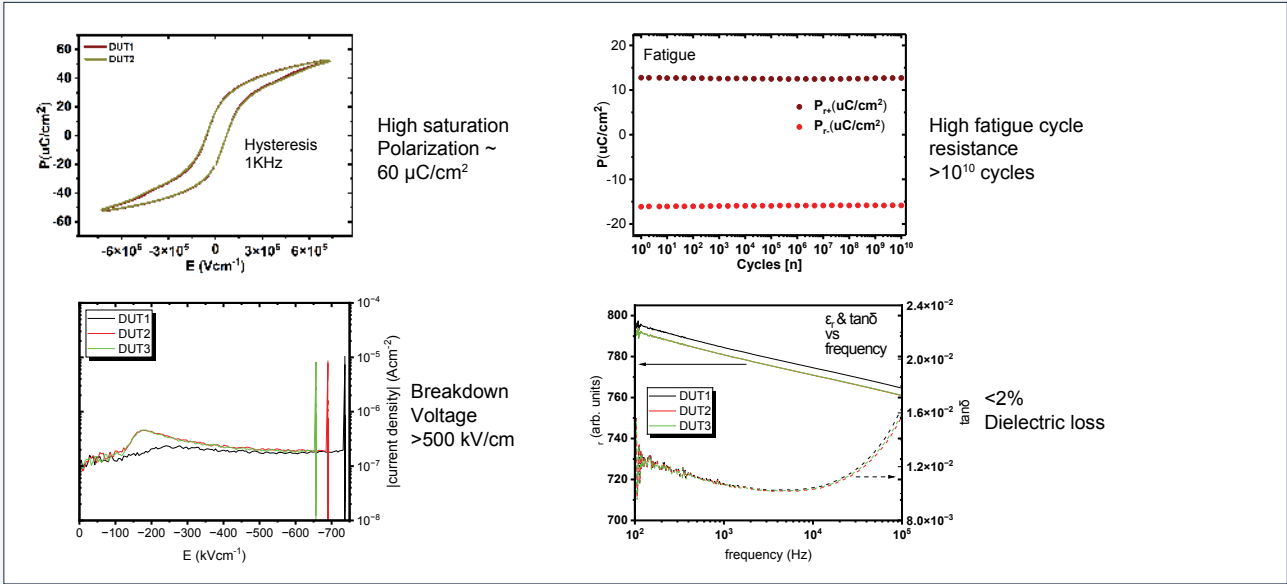 DUT1
DUT2
60
40
20
0
-20
-40
-60
P(uC/cm²)
Hysteresis
1KHz
-6×10⁵ -3×10⁵ 0 3×10⁵ 6×10⁵
E (Vcm⁻¹)
High saturation
Polarization ~
60 µC/cm²
Fatigue
20
10
0
-10
-20
P(uC/cm²)
Pr+(uC/cm²)
Pr-(uC/cm²)
10⁰ 10¹ 10² 10³ 10⁴ 10⁵ 10⁶ 10⁷ 10⁸ 10⁹ 10¹⁰
Cycles [n]
High fatigue cycle
resistance
>10¹⁰ cycles
DUT1
DUT2
DUT3
10⁻⁴
10⁻⁵
10⁻⁶
10⁻⁷
10⁻⁸
|current density| (Acm⁻²)
0 −100 −200 −300 −400 −500 −600 −700
E (kVcm⁻¹)
Breakdown
Voltage
>500 kV/cm
800
790
780
770
760
750
740
730
720
710
700
r (arb. units)
εr & tanδ
vs
frequency
DUT1
DUT2
DUT3
2.4×10⁻²
2.0×10⁻²
1.6×10⁻²
1.2×10⁻²
8.0×10⁻³
tanδ
10² 10³ 10⁴ 10⁵
frequency (Hz)
<2%
Dielectric loss